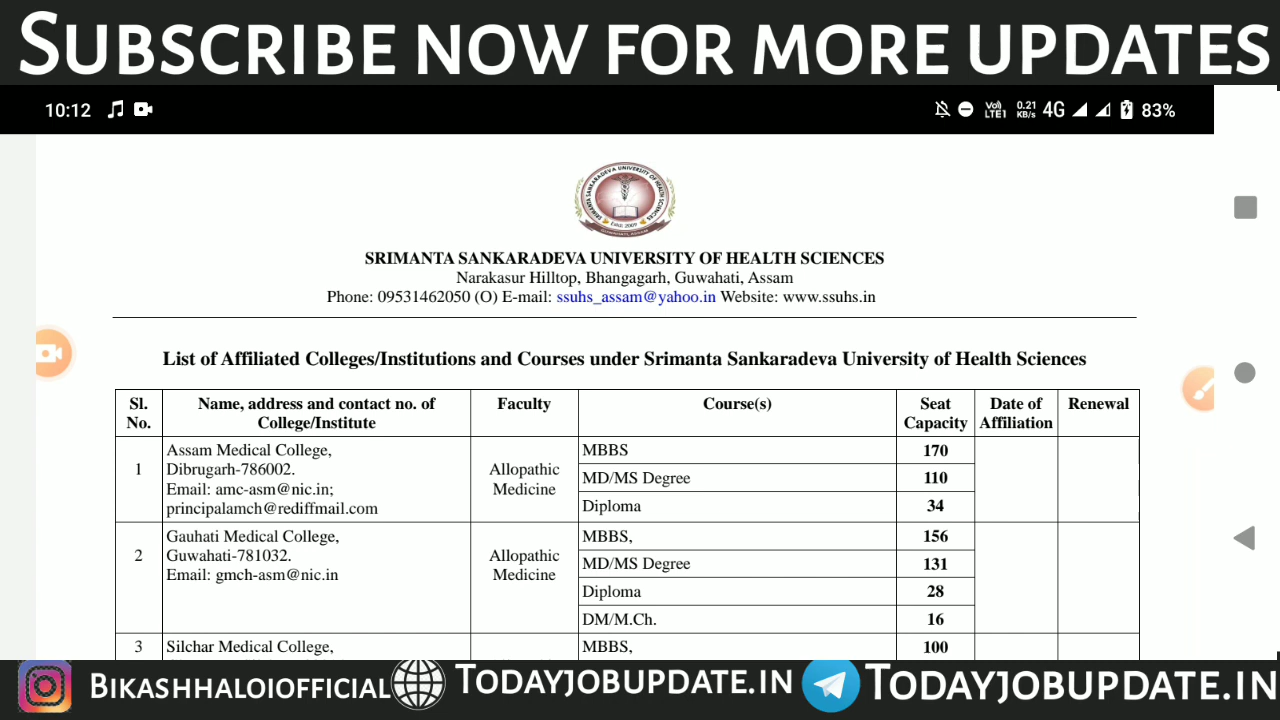 SUBSCRIBE NOW FOR MORE UPDATES
10:12
Vo) LTE1 0.21 KB/s 4G 83%
SRIMANTA SANKARADEVA UNIVERSITY OF HEALTH SCIENCES
Narakasur Hilltop, Bhangagarh, Guwahati, Assam
Phone: 09531462050 (O) E-mail: ssuhs_assam@yahoo.in Website: www.ssuhs.in
List of Affiliated Colleges/Institutions and Courses under Srimanta Sankaradeva University of Health Sciences
Sl. No. Name, address and contact no. of College/Institute Faculty Course(s) Seat Capacity Date of Affiliation Renewal
1
Assam Medical College,
Dibrugarh-786002.
Email: amc-asm@nic.in;
principalamch@rediffmail.com
Allopathic
Medicine
MBBS 170
MD/MS Degree 110
Diploma 34
2
Gauhati Medical College,
Guwahati-781032.
Email: gmch-asm@nic.in
Allopathic
Medicine
MBBS, 156
MD/MS Degree 131
Diploma 28
DM/M.Ch. 16
3 Silchar Medical College, MBBS, 100
BIKASHHALOIOFFICIAL TODAYJOBUPDATE.IN TODAYJOBUPDATE.IN